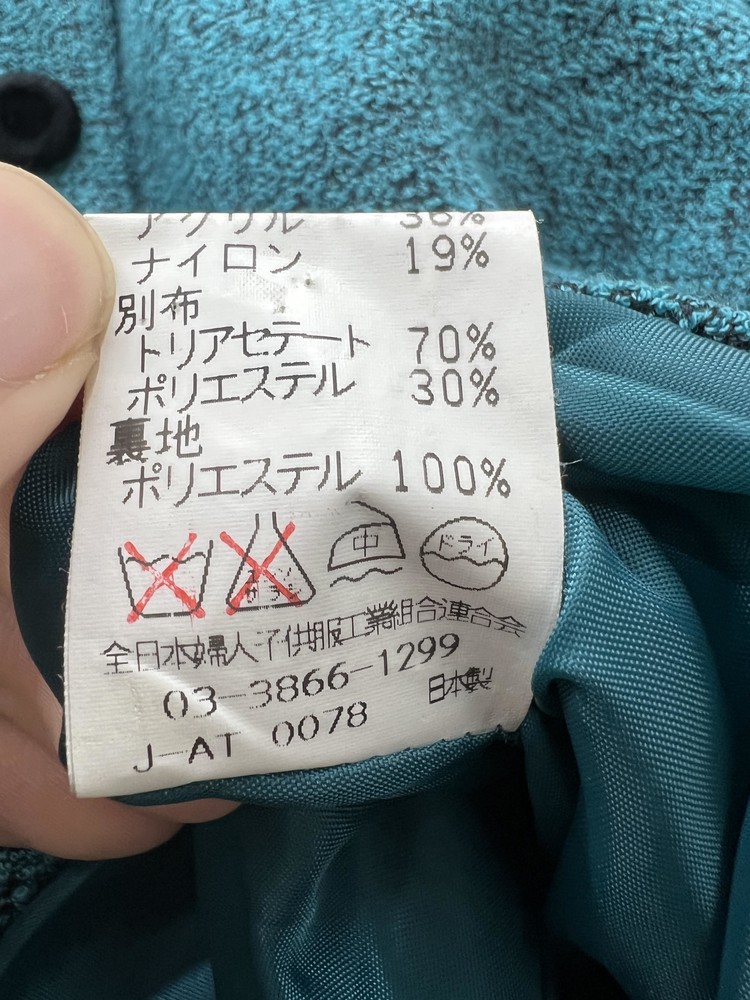 アクリル 36%
ナイロン 19%
別布
トリアセテート 70%
ポリエステル 30%
裏地
ポリエステル 100%
中 ドライ
全日本婦人子供服工業組合連合会
03-3866-1299
日本製
J-AT 0078